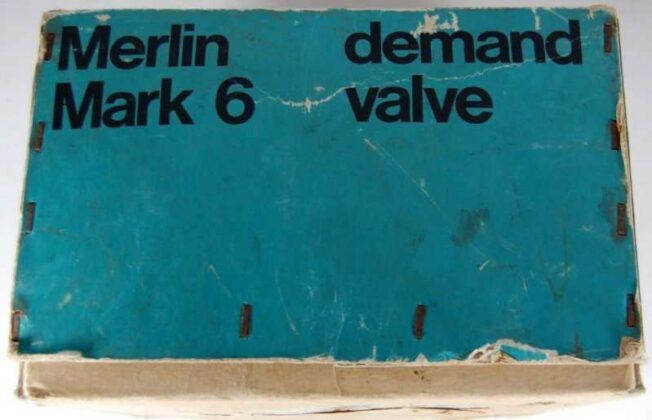 Merlin
Mark 6
demand
valve